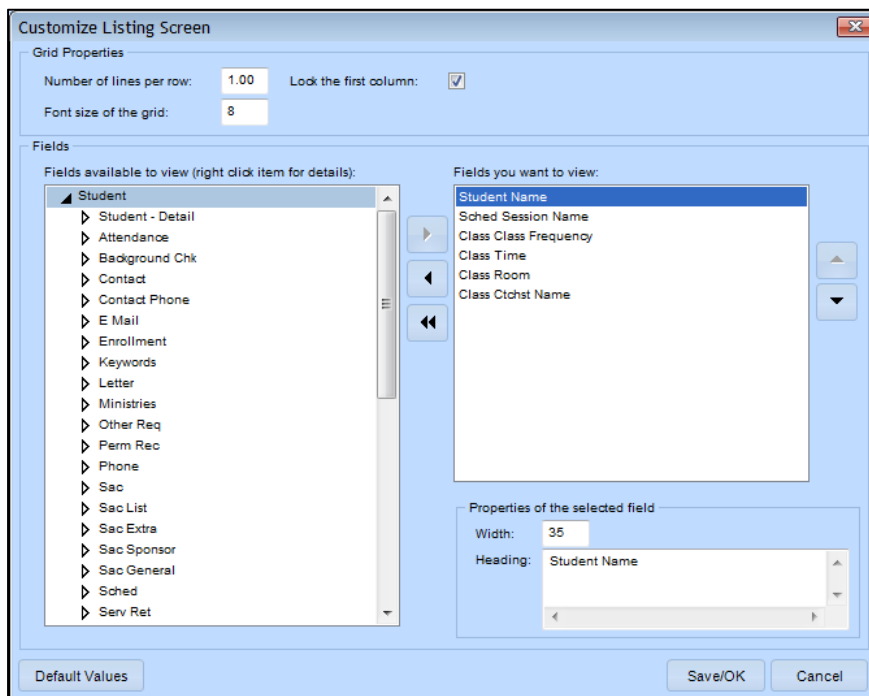 Customize Listing Screen
Grid Properties
Number of lines per row: 1.00 Lock the first column:
Font size of the grid: 8
Fields
Fields available to view (right click item for details):
Student
Student - Detail
Attendance
Background Chk
Contact
Contact Phone
E Mail
Enrollment
Keywords
Letter
Ministries
Other Req
Perm Rec
Phone
Sac
Sac List
Sac Extra
Sac Sponsor
Sac General
Sched
Serv Ret
Fields you want to view:
Student Name
Sched Session Name
Class Class Frequency
Class Time
Class Room
Class Ctchst Name
Properties of the selected field
Width: 35
Heading: Student Name
Default Values
Save/OK
Cancel